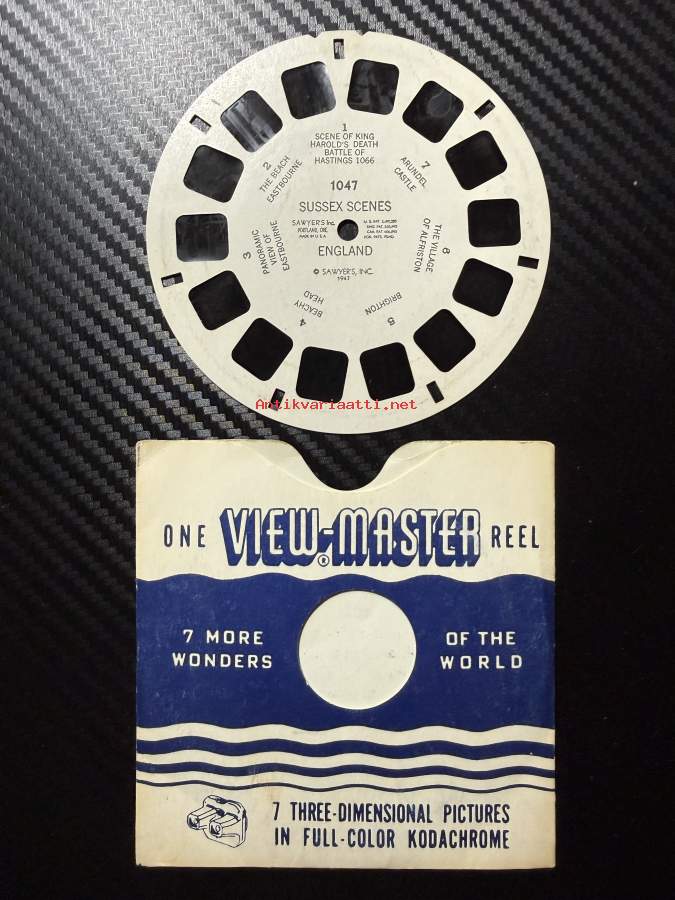 1
SCENE OF KING
HAROLD'S DEATH
BATTLE OF
HASTINGS 1066
1047
SUSSEX SCENES
SAWYER'S Inc.
PORTLAND, ORE.
MADE IN U.S.A.
ENGLAND
© SAWYER'S, INC.
2
THE BEACH
EASTBOURNE
3
PANORAMIC
VIEW OF
EASTBOURNE
4
BEACHY
HEAD
5
BRIGHTON
6
THE VILLAGE
OF ALFRISTON
7
ARUNDEL
CASTLE
Antikvariaatti.net
ONE VIEW-MASTER® REEL
7 MORE
WONDERS
OF THE
WORLD
7 THREE-DIMENSIONAL PICTURES
IN FULL-COLOR KODACHROME